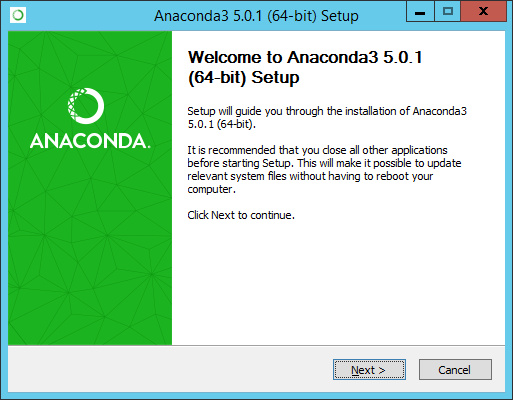 Anaconda3 5.0.1 (64-bit) Setup
ANACONDA.
Welcome to Anaconda3 5.0.1
(64-bit) Setup
Setup will guide you through the installation of Anaconda3
5.0.1 (64-bit).
It is recommended that you close all other applications
before starting Setup. This will make it possible to update
relevant system files without having to reboot your
computer.
Click Next to continue.
Next >
Cancel